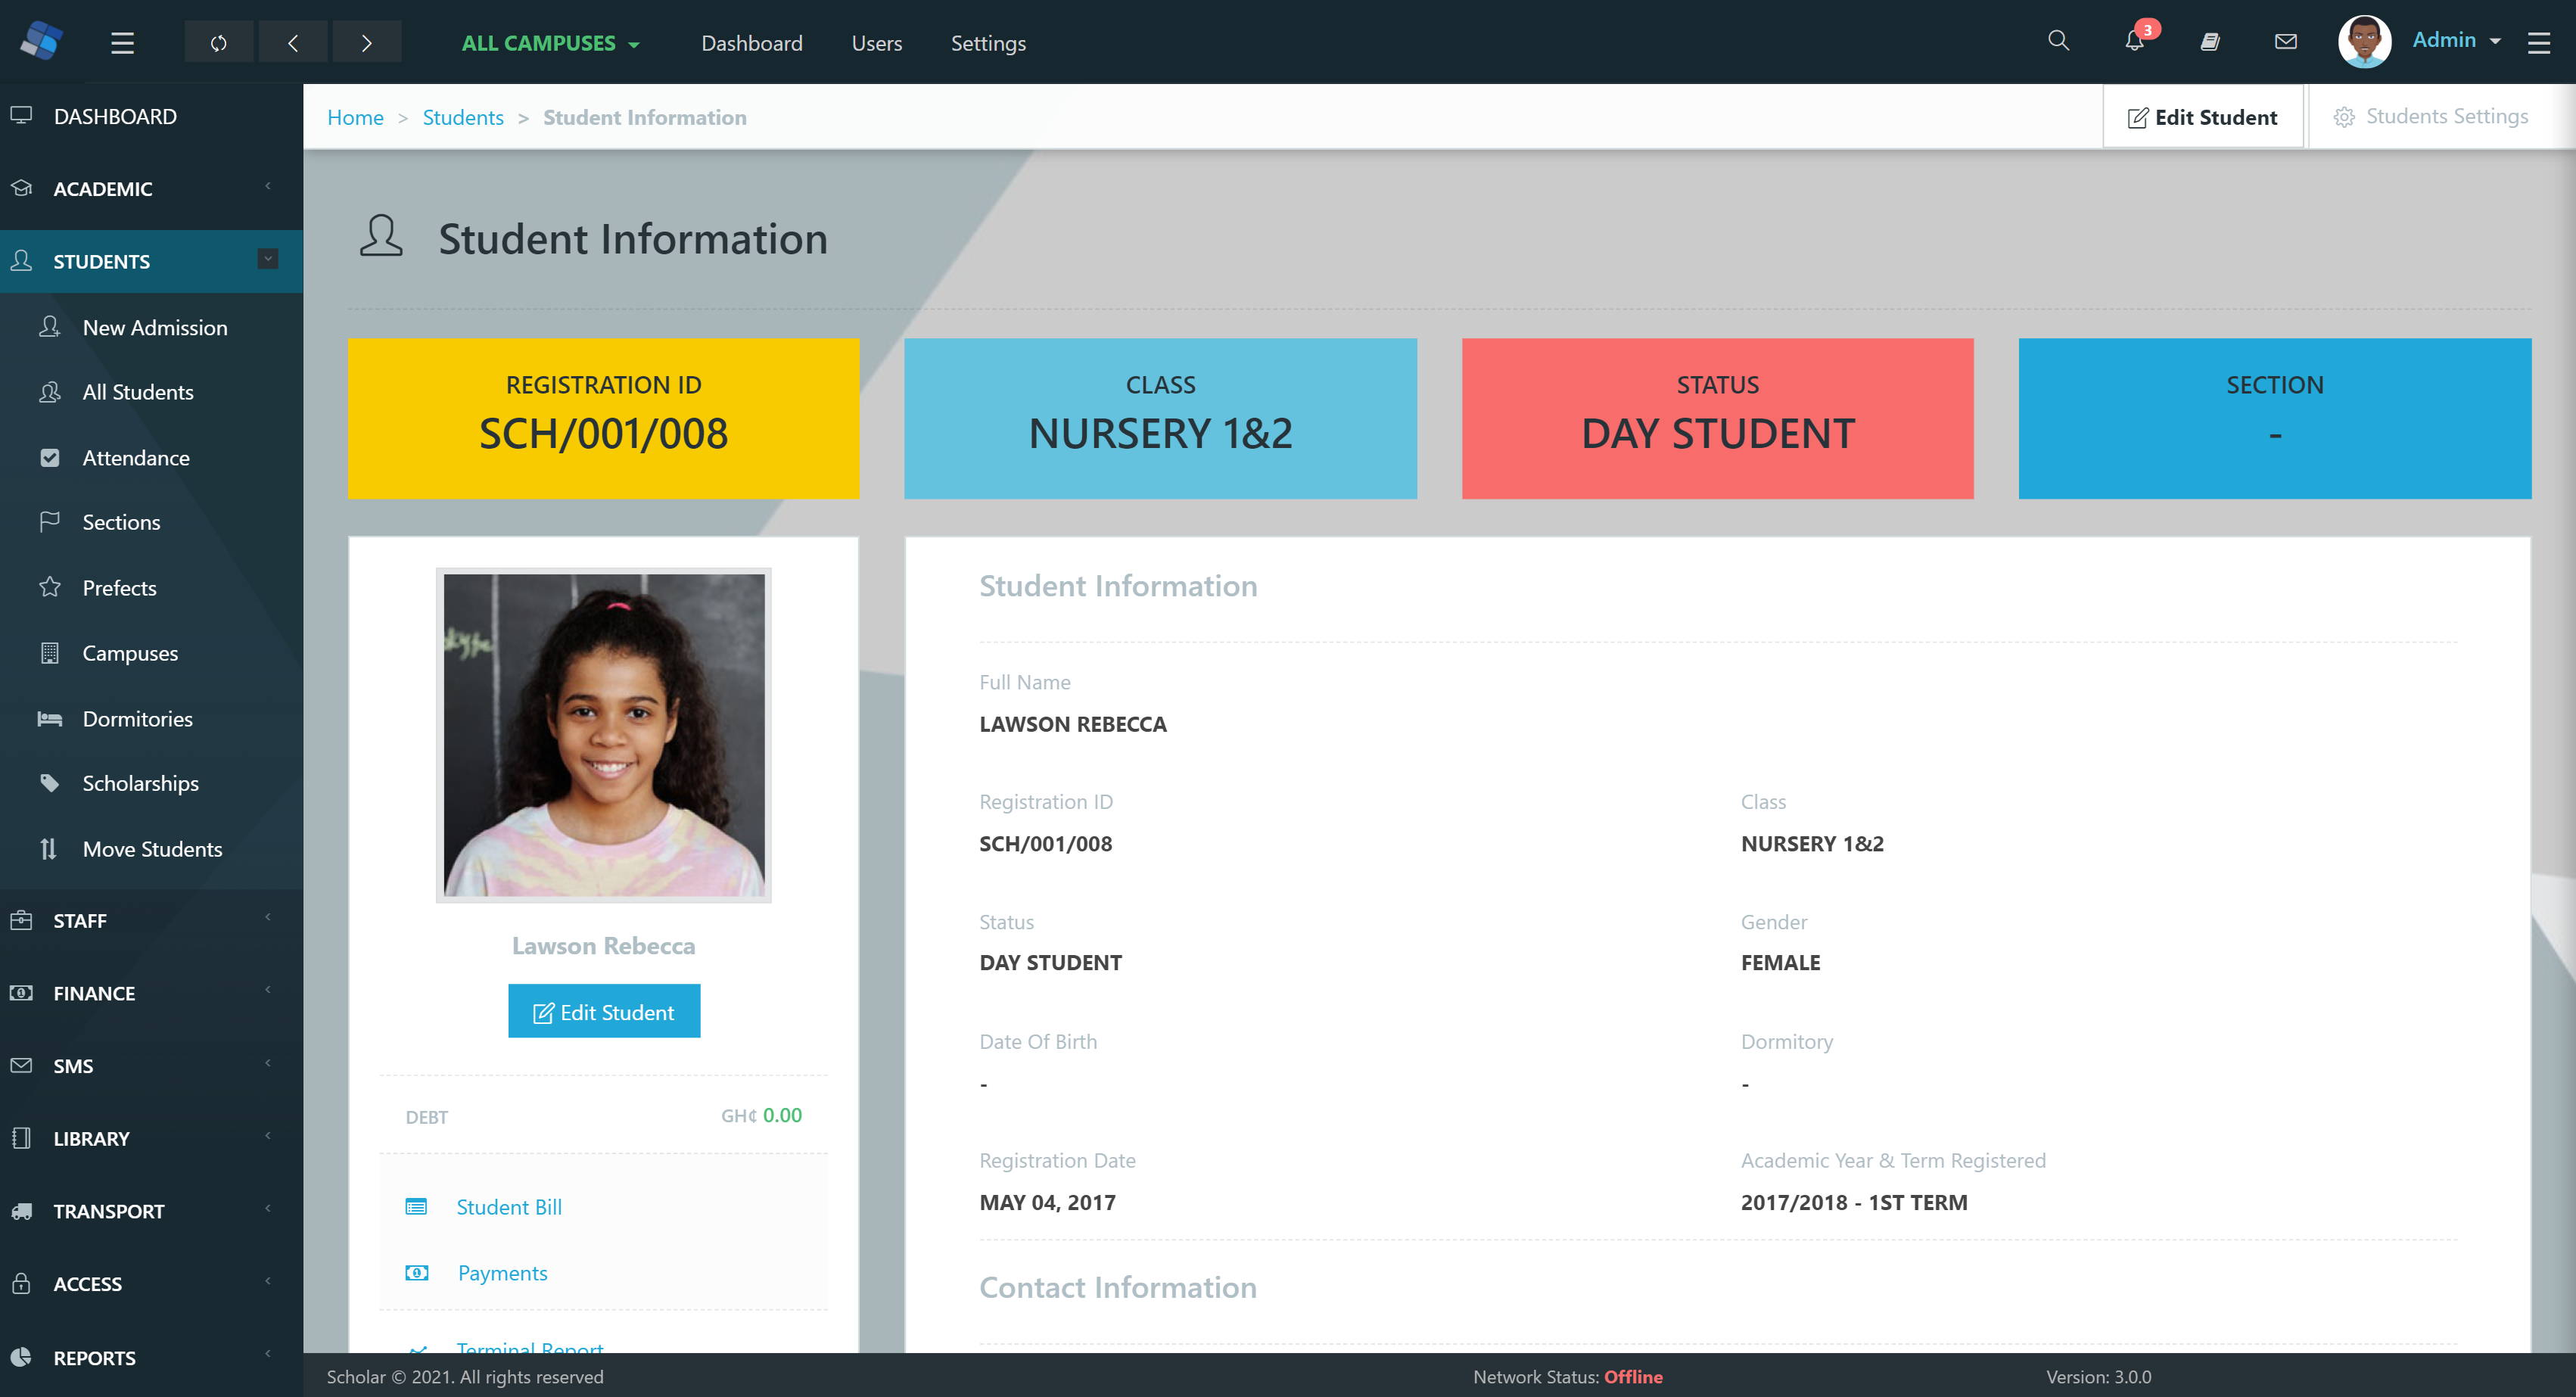 ALL CAMPUSES
Dashboard
Users
Settings
3
Admin
DASHBOARD
ACADEMIC
STUDENTS
New Admission
All Students
Attendance
Sections
Prefects
Campuses
Dormitories
Scholarships
Move Students
STAFF
FINANCE
SMS
LIBRARY
TRANSPORT
ACCESS
REPORTS
Home > Students > Student Information
Edit Student
Students Settings
Student Information
REGISTRATION ID
SCH/001/008
CLASS
NURSERY 1&2
STATUS
DAY STUDENT
SECTION
-
Lawson Rebecca
Edit Student
DEBT
GH¢ 0.00
Student Bill
Payments
Terminal Report
Student Information
Full Name
LAWSON REBECCA
Registration ID
SCH/001/008
Class
NURSERY 1&2
Status
DAY STUDENT
Gender
FEMALE
Date Of Birth
-
Dormitory
-
Registration Date
MAY 04, 2017
Academic Year & Term Registered
2017/2018 - 1ST TERM
Contact Information
Scholar © 2021. All rights reserved
Network Status: Offline
Version: 3.0.0